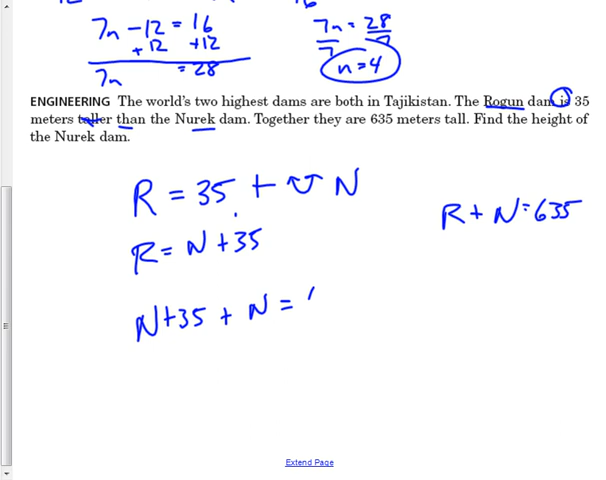 7n - 12 = 16
+12 +12
7n = 28
7n = 28
7 7
n = 4
ENGINEERING The world's two highest dams are both in Tajikistan. The Rogun dam is 35
meters taller than the Nurek dam. Together they are 635 meters tall. Find the height of
the Nurek dam.
R = 35 + N
R + N = 635
R = N + 35
N + 35 + N =
Extend Page